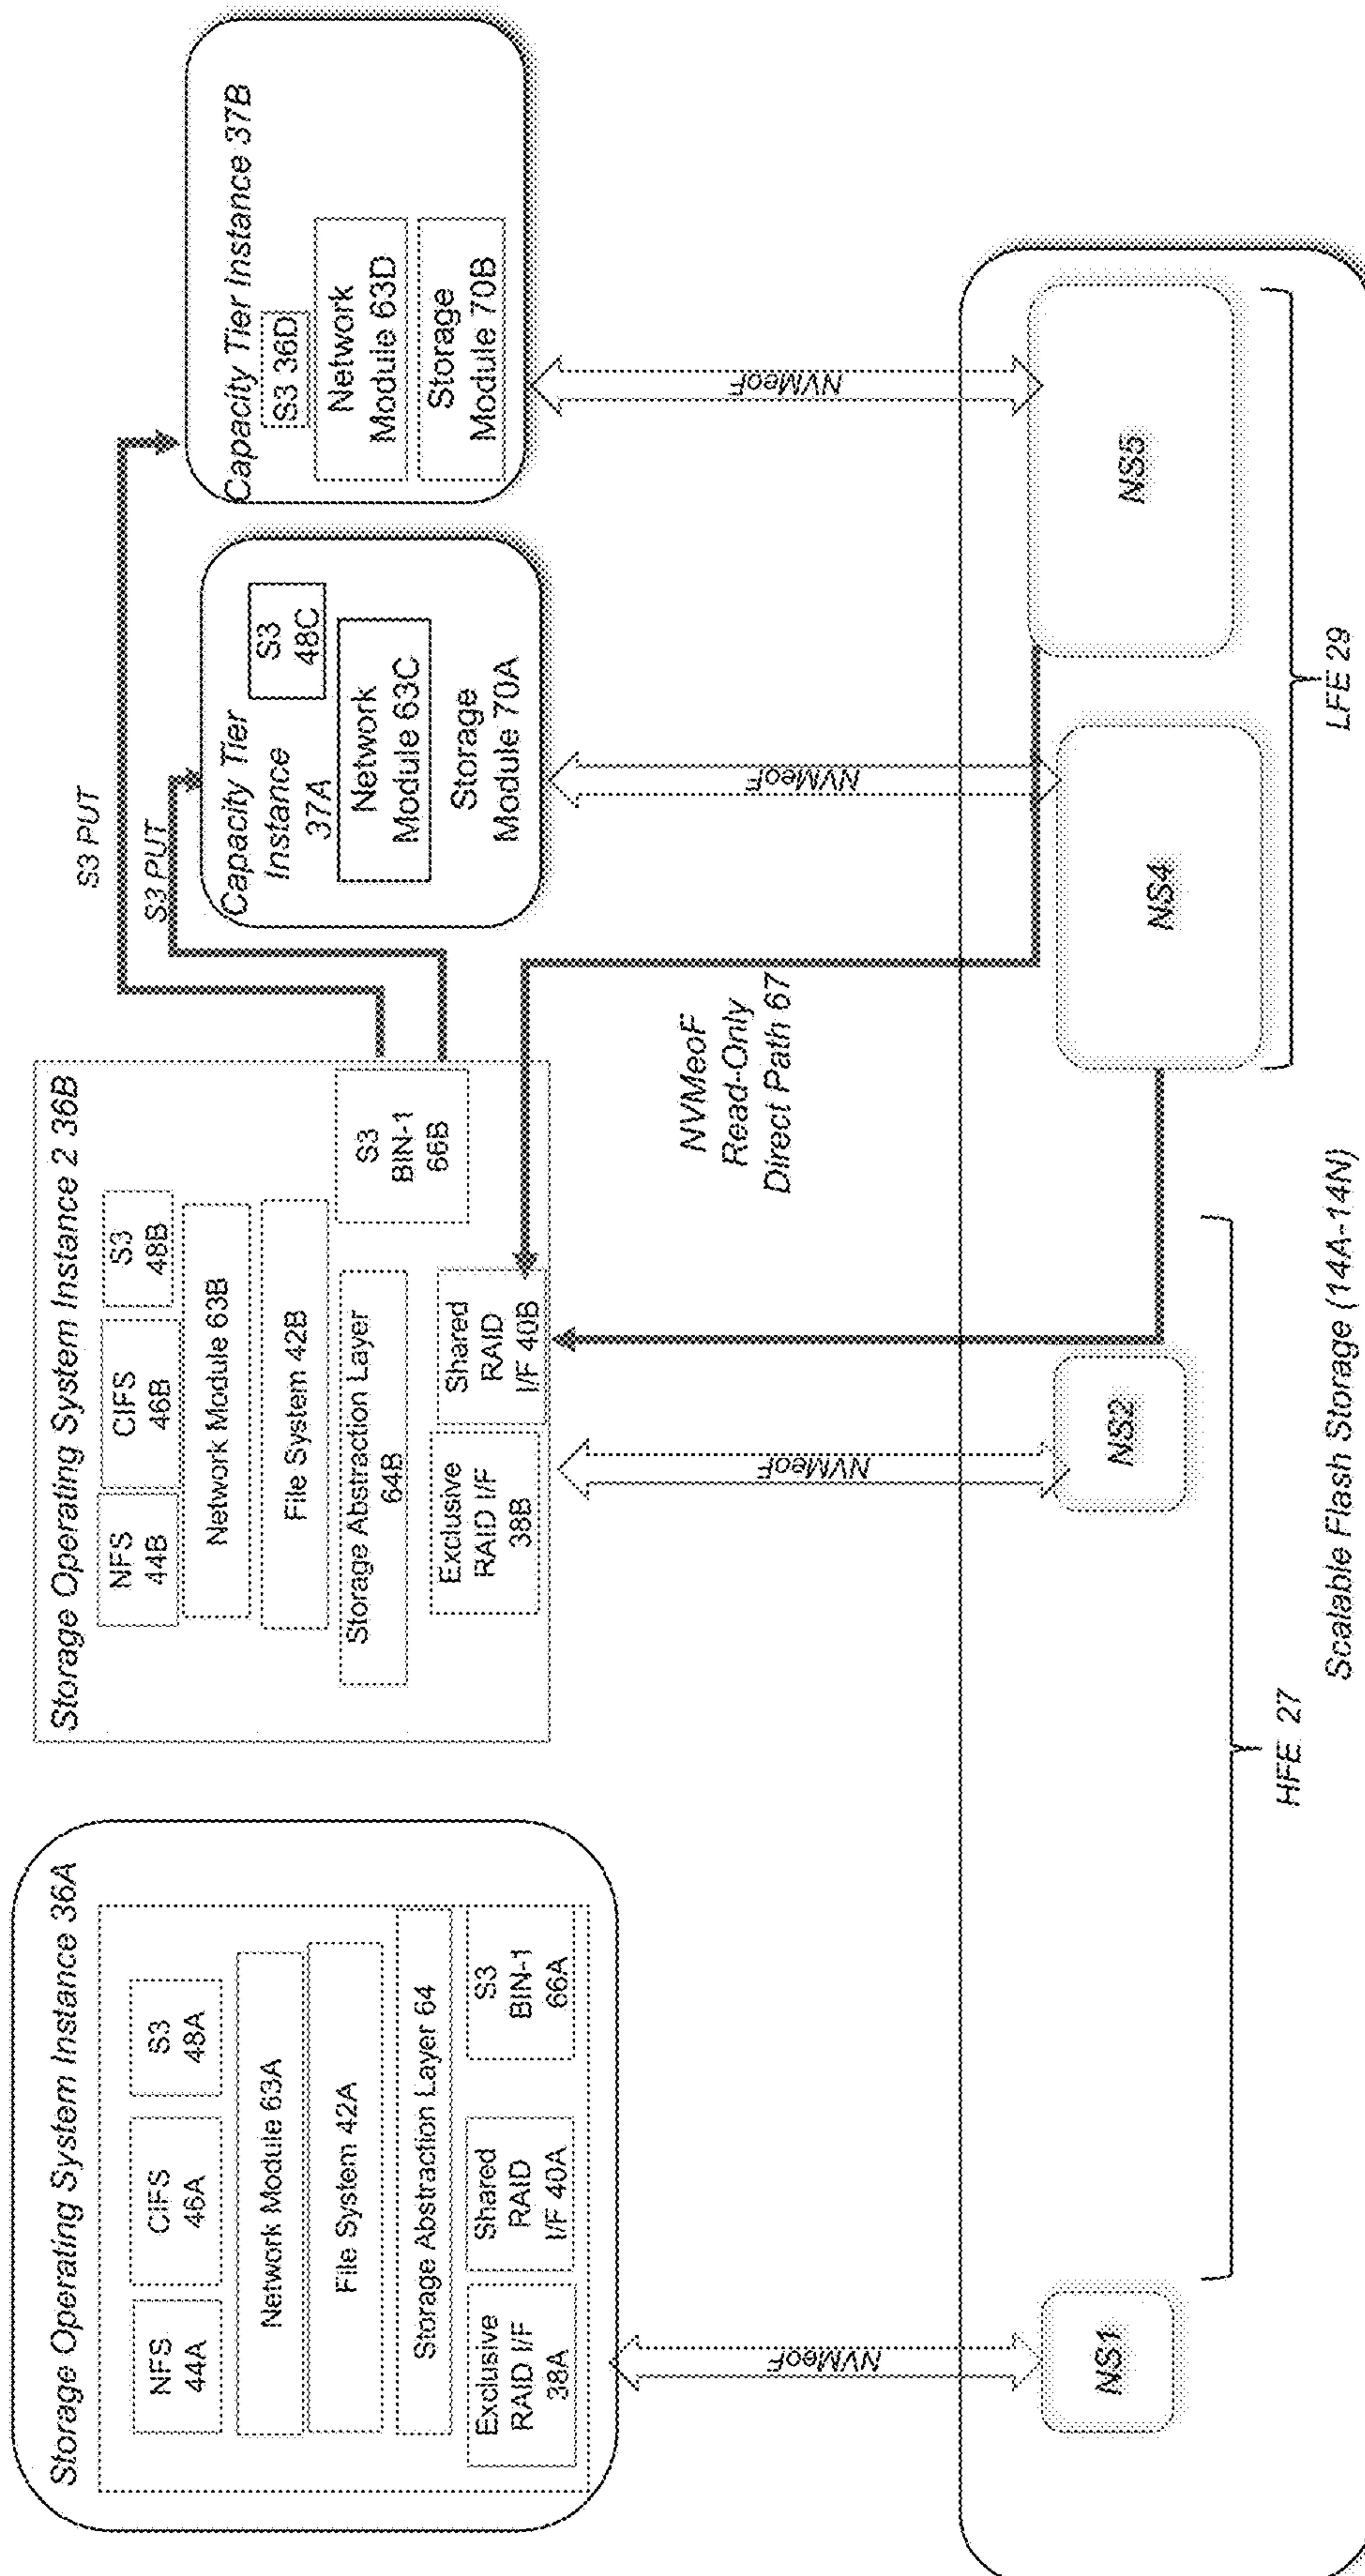 Storage Operating System Instance 36A
NFS
44A
CIFS
46A
S3
48A
Network Module 63A
File System 42A
Storage Abstraction Layer 64
Exclusive
RAID I/F
38A
Shared
RAID
I/F 40A
S3
BIN-1
66A
Storage Operating System Instance 2 36B
NFS
44B
CIFS
46B
S3
48B
Network Module 63B
File System 42B
Storage Abstraction Layer
64B
Exclusive
RAID I/F
38B
Shared
RAID
I/F 40B
S3
BIN-1
66B
S3 PUT
S3 PUT
Capacity Tier
Instance
37A
S3
48C
Network
Module 63C
Storage
Module 70A
Capacity Tier Instance 37B
S3 36D
Network
Module 63D
Storage
Module 70B
NVMeoF
NVMeoF
NVMeoF
NVMeoF
NVMeoF
Read-Only
Direct Path 67
NS1
NS2
NS4
NS5
HFE 27
LFE 29
Scalable Flash Storage (14A-14N)